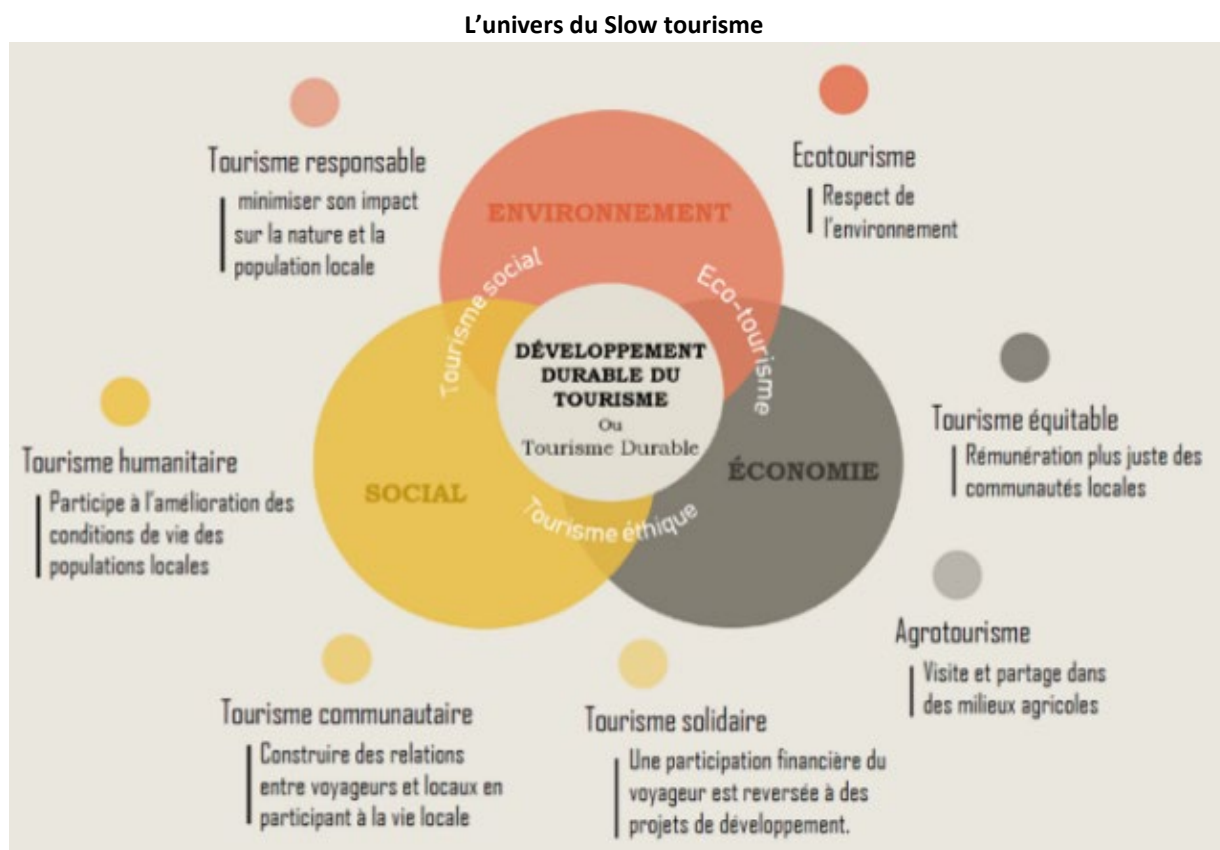 L’univers du Slow tourisme
Tourisme responsable
minimiser son impact
sur la nature et la
population locale
Ecotourisme
Respect de
l'environnement
ENVIRONNEMENT
Tourisme social
Eco-tourisme
DÉVELOPPEMENT
DURABLE DU
TOURISME
Ou
Tourisme Durable
SOCIAL
ÉCONOMIE
Tourisme éthique
Tourisme humanitaire
Participe à l'amélioration des
conditions de vie des
populations locales
Tourisme équitable
Rémunération plus juste des
communautés locales
Agrotourisme
Visite et partage dans
des milieux agricoles
Tourisme communautaire
Construire des relations
entre voyageurs et locaux en
participant à la vie locale
Tourisme solidaire
Une participation financière du
voyageur est reversée à des
projets de développement.